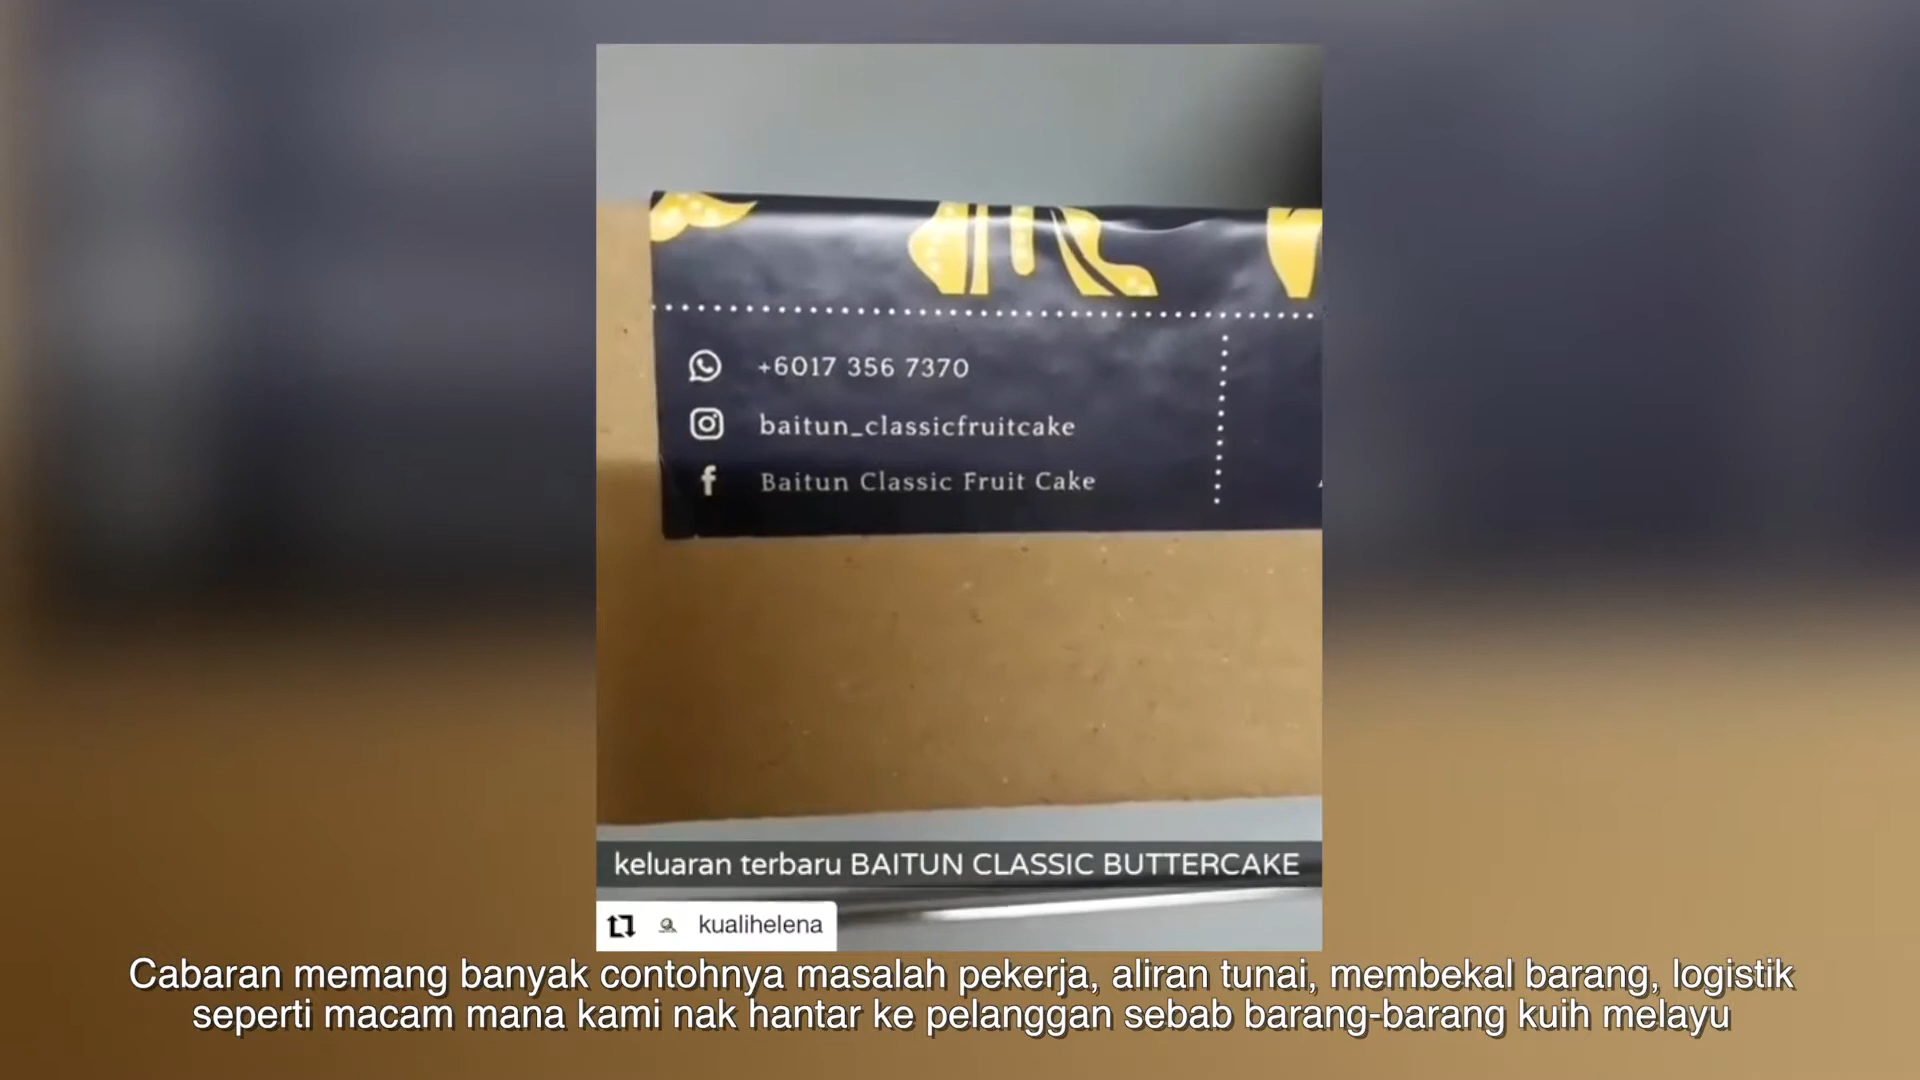 +6017 356 7370
baitun_classicfruitcake
Baitun Classic Fruit Cake
keluaran terbaru BAITUN CLASSIC BUTTERCAKE
kualihelena
Cabaran memang banyak contohnya masalah pekerja, aliran tunai, membekal barang, logistik
seperti macam mana kami nak hantar ke pelanggan sebab barang-barang kuih melayu